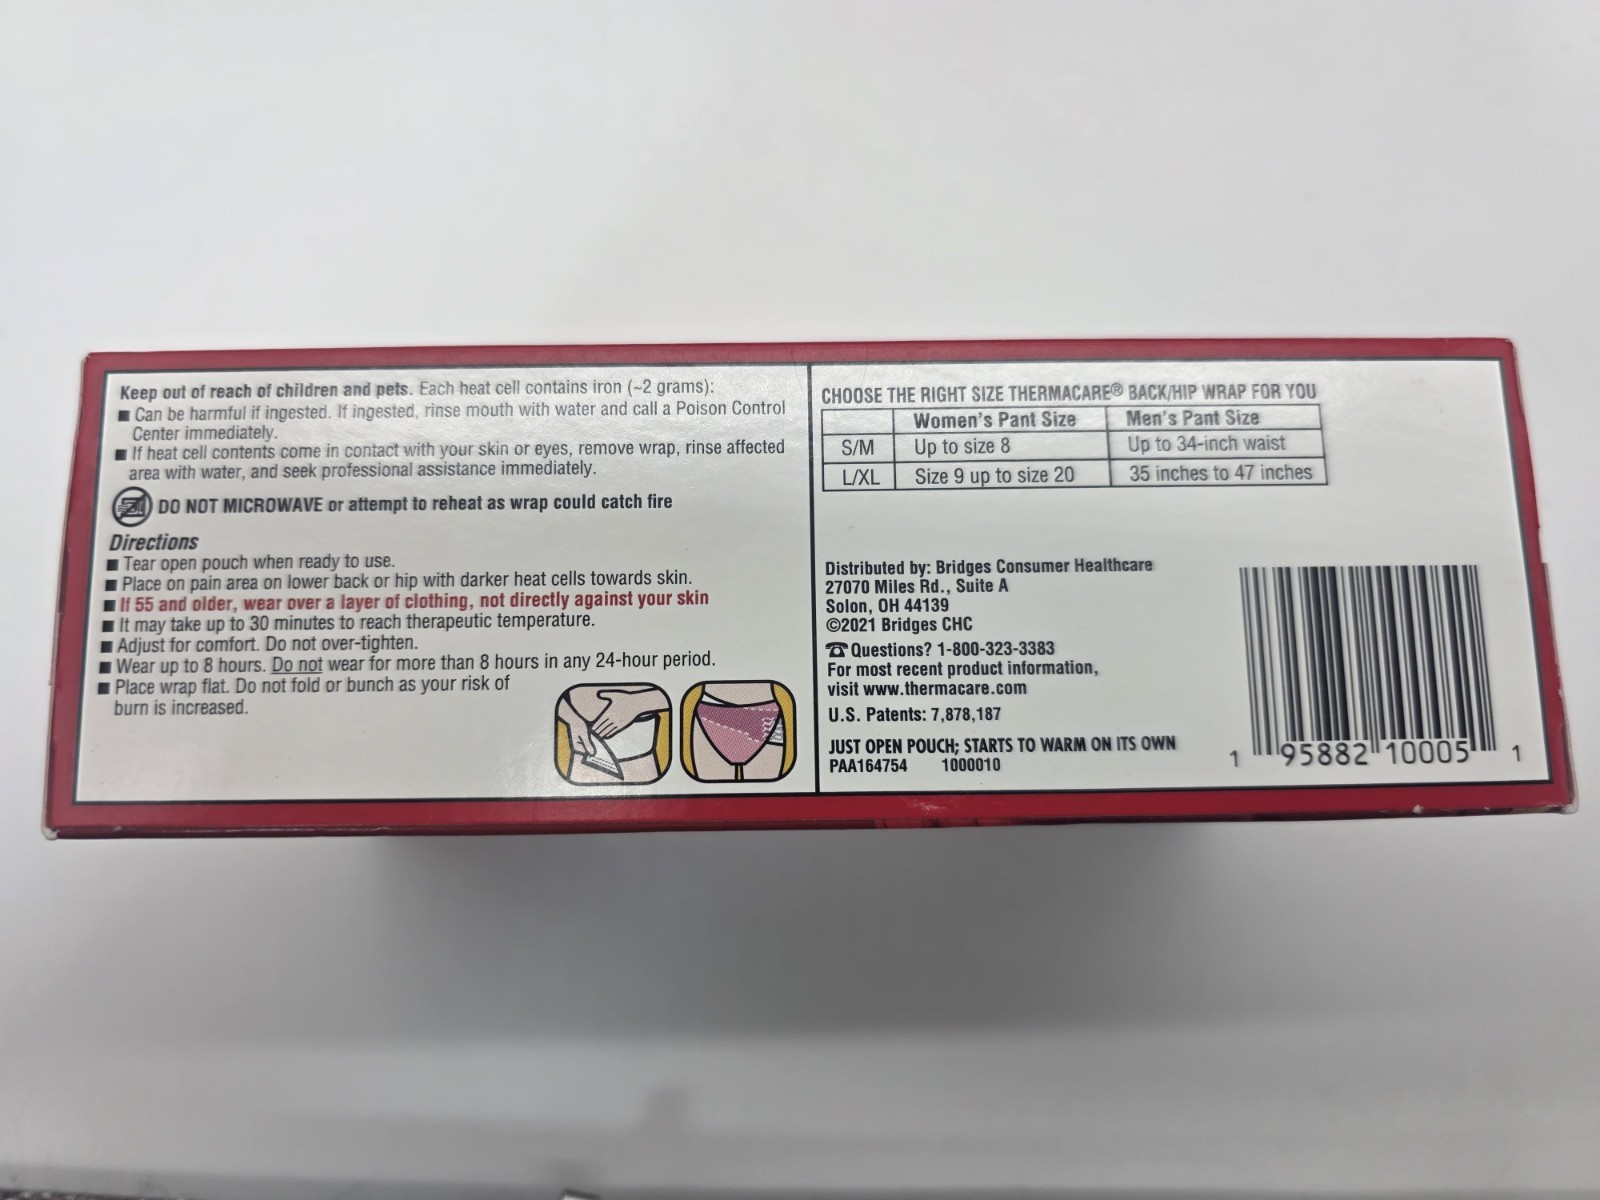 Keep out of reach of children and pets. Each heat cell contains iron (~2 grams):
■ Can be harmful if ingested. If ingested, rinse mouth with water and call a Poison Control
Center immediately.
■ If heat cell contents come in contact with your skin or eyes, remove wrap, rinse affected
area with water, and seek professional assistance immediately.
DO NOT MICROWAVE or attempt to reheat as wrap could catch fire
Directions
■ Tear open pouch when ready to use.
■ Place on pain area on lower back or hip with darker heat cells towards skin.
■ If 55 and older, wear over a layer of clothing, not directly against your skin
■ It may take up to 30 minutes to reach therapeutic temperature.
■ Adjust for comfort. Do not over-tighten.
■ Wear up to 8 hours. Do not wear for more than 8 hours in any 24-hour period.
■ Place wrap flat. Do not fold or bunch as your risk of
burn is increased.
CHOOSE THE RIGHT SIZE THERMACARE® BACK/HIP WRAP FOR YOU
Women's Pant Size Men's Pant Size
S/M Up to size 8 Up to 34-inch waist
L/XL Size 9 up to size 20 35 inches to 47 inches
Distributed by: Bridges Consumer Healthcare
27070 Miles Rd., Suite A
Solon, OH 44139
©2021 Bridges CHC
☎ Questions? 1-800-323-3383
For most recent product information,
visit www.thermacare.com
U.S. Patents: 7,878,187
JUST OPEN POUCH; STARTS TO WARM ON ITS OWN
PAA164754 1000010
1 95882 10005 1